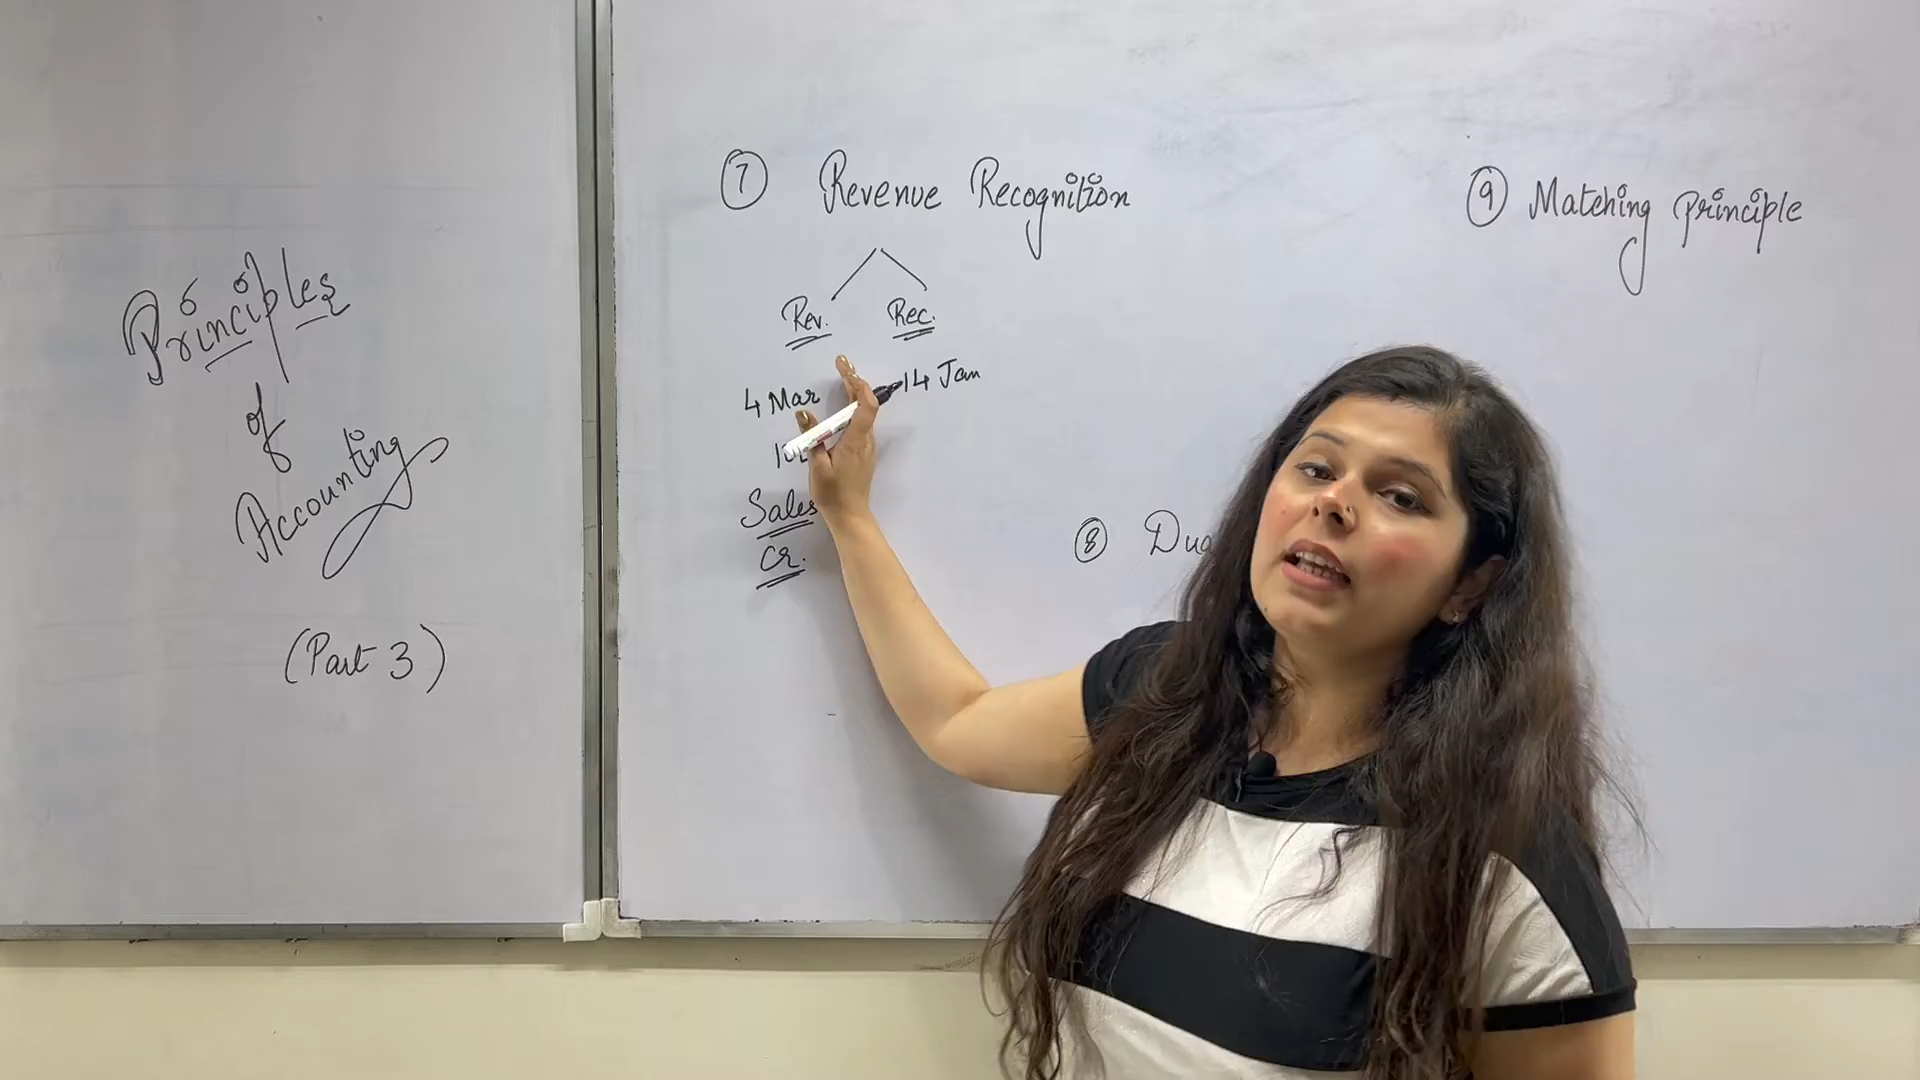 Principles
of
Accounting
(Part 3)
7 Revenue Recognition
Rev. Rec.
4 Mar 14 Jan
Sales
Cr.
8
9 Matching principle